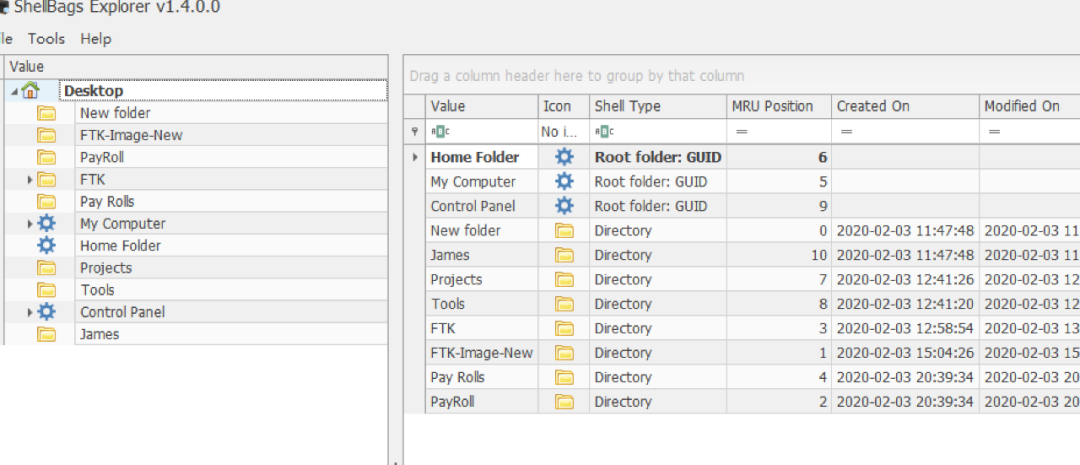 ShellBags Explorer v1.4.0.0
Tools Help
Value
Desktop
New folder
FTK-Image-New
PayRoll
FTK
Pay Rolls
My Computer
Home Folder
Projects
Tools
Control Panel
James
Drag a column header here to group by that column
Value Icon Shell Type MRU Position Created On Modified On
ABC No i... ABC = = =
Home Folder Root folder: GUID 6
My Computer Root folder: GUID 5
Control Panel Root folder: GUID 9
New folder Directory 0 2020-02-03 11:47:48 2020-02-03 11
James Directory 10 2020-02-03 11:47:48 2020-02-03 11
Projects Directory 7 2020-02-03 12:41:26 2020-02-03 12
Tools Directory 8 2020-02-03 12:41:20 2020-02-03 12
FTK Directory 3 2020-02-03 12:58:54 2020-02-03 13
FTK-Image-New Directory 1 2020-02-03 15:04:26 2020-02-03 15
Pay Rolls Directory 4 2020-02-03 20:39:34 2020-02-03 20
PayRoll Directory 2 2020-02-03 20:39:34 2020-02-03 20